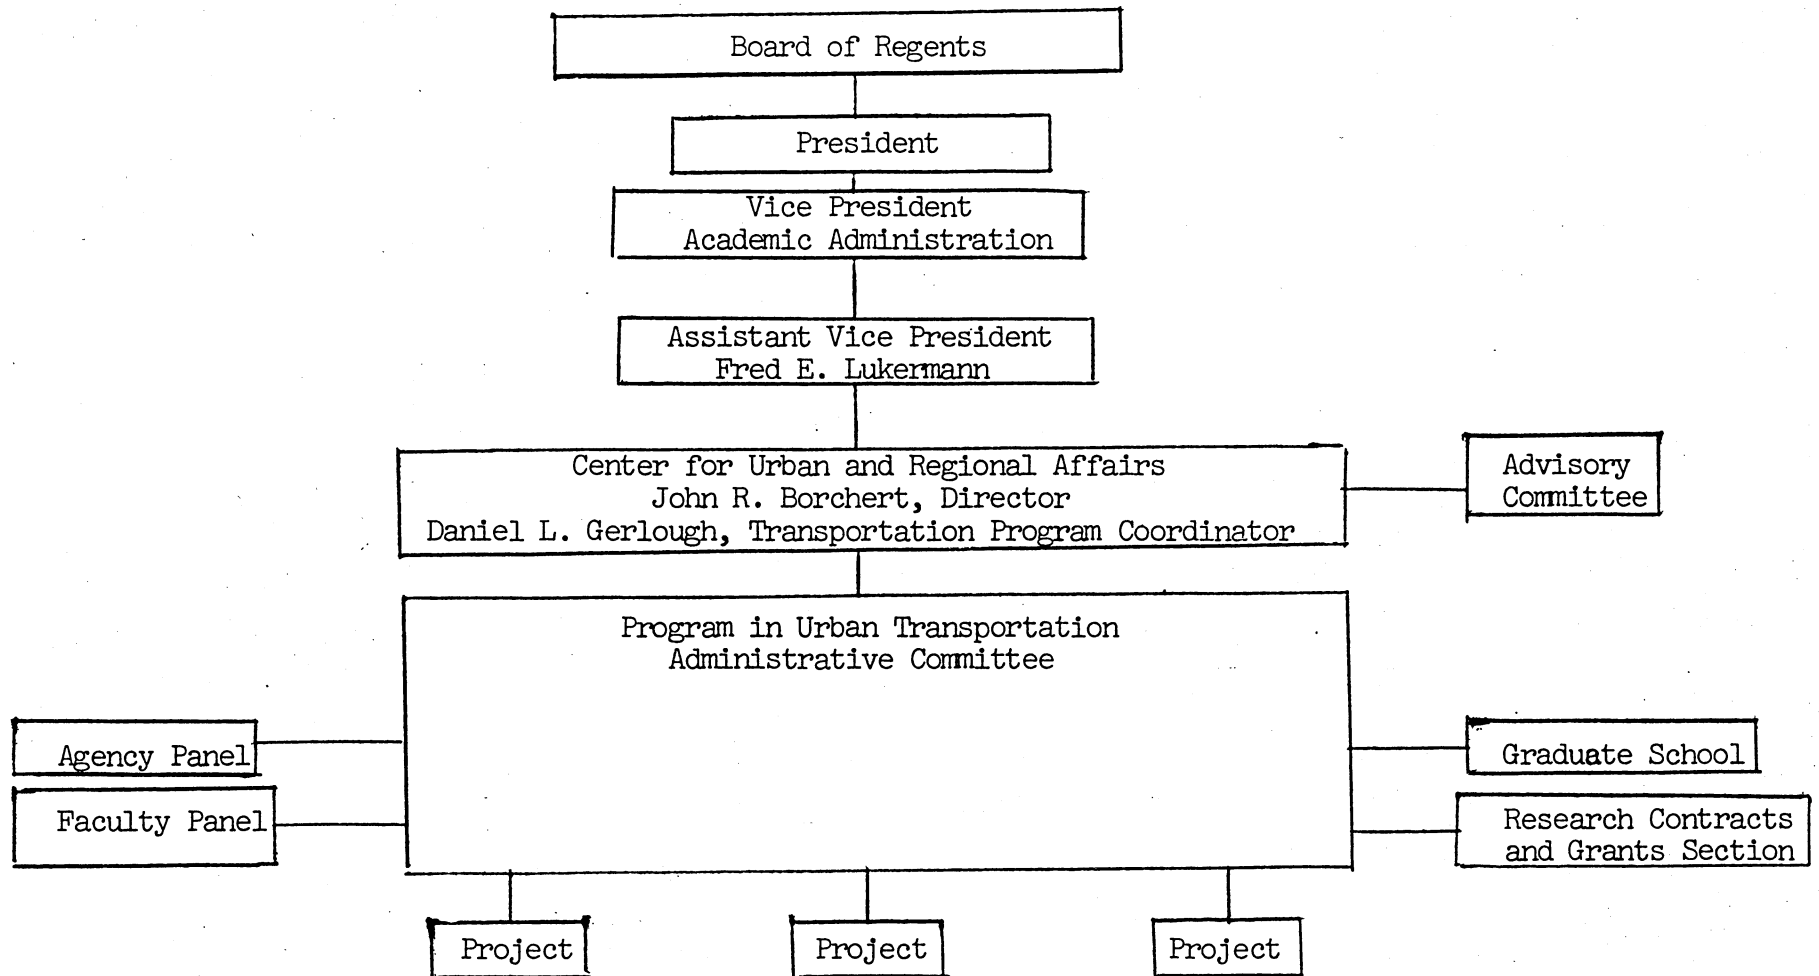 Board of Regents
President
Vice President
Academic Administration
Assistant Vice President
Fred E. Lukermann
Center for Urban and Regional Affairs
John R. Borchert, Director
Daniel L. Gerlough, Transportation Program Coordinator
Advisory
Committee
Program in Urban Transportation
Administrative Committee
Agency Panel
Faculty Panel
Graduate School
Research Contracts
and Grants Section
Project
Project
Project